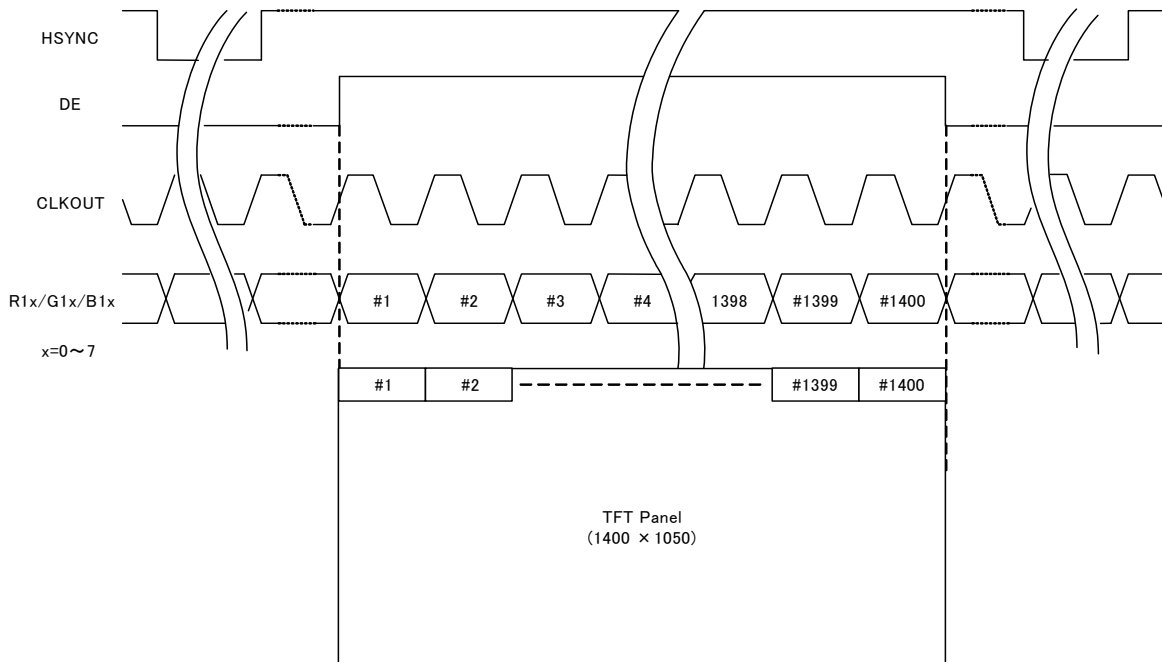 HSYNC
DE
CLKOUT
R1x/G1x/B1x
#1 #2 #3 #4 1398 #1399 #1400
x=0～7
#1 #2 #1399 #1400
TFT Panel
(1400 × 1050)